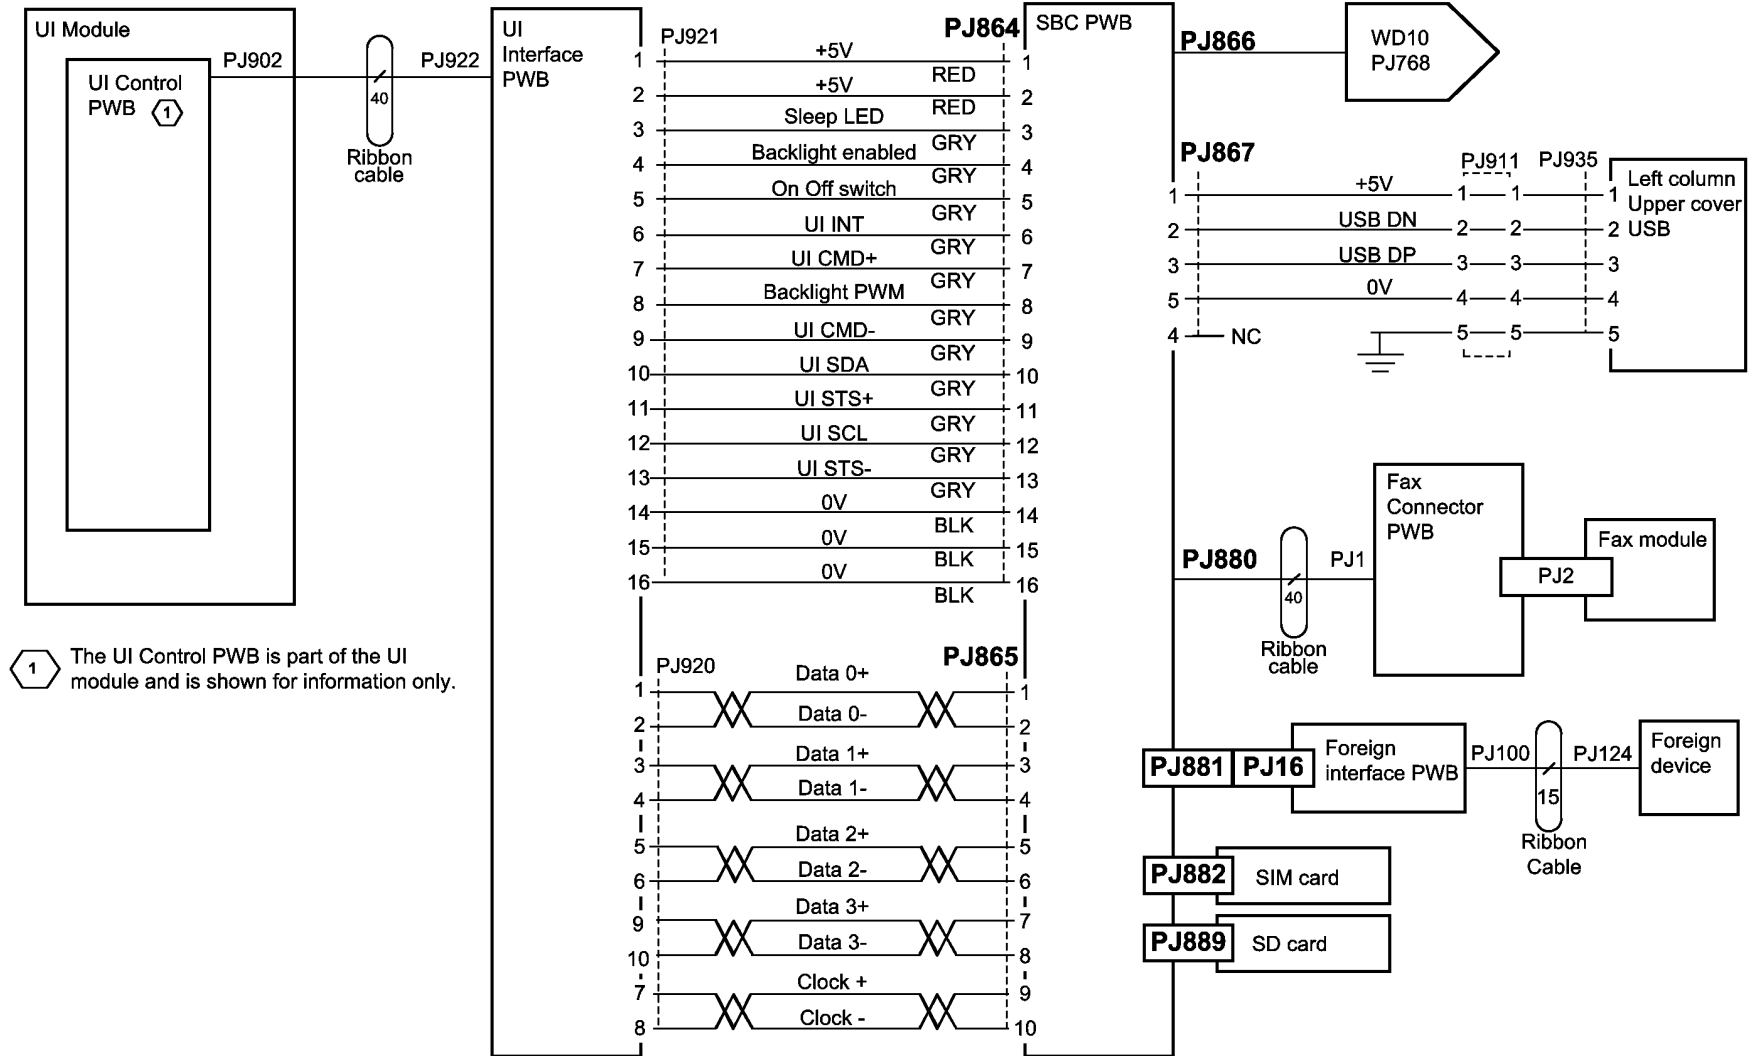 UI Module
UI Control
PWB 1
PJ902
40
Ribbon
cable
PJ922
UI
Interface
PWB
1 The UI Control PWB is part of the UI
module and is shown for information only.
PJ921 PJ864
1 +5V RED 1
2 +5V RED 2
3 Sleep LED GRY 3
4 Backlight enabled GRY 4
5 On Off switch GRY 5
6 UI INT GRY 6
7 UI CMD+ GRY 7
8 Backlight PWM GRY 8
9 UI CMD- GRY 9
10 UI SDA GRY 10
11 UI STS+ GRY 11
12 UI SCL GRY 12
13 UI STS- GRY 13
14 0V BLK 14
15 0V BLK 15
16 0V BLK 16
PJ920 PJ865
1 Data 0+ 1
2 Data 0- 2
3 Data 1+ 3
4 Data 1- 4
5 Data 2+ 5
6 Data 2- 6
9 Data 3+ 7
10 Data 3- 8
7 Clock + 9
8 Clock - 10
SBC PWB
PJ866
WD10
PJ768
PJ867 PJ911 PJ935
1 +5V 1 1 1
2 USB DN 2 2 2
3 USB DP 3 3 3
5 0V 4 4 4
4 NC 5 5 5
Left column
Upper cover
USB
PJ880
40
Ribbon
cable
PJ1
Fax
Connector
PWB
PJ2
Fax module
PJ881 PJ16
Foreign
interface PWB
PJ100
15
Ribbon
Cable
PJ124
Foreign
device
PJ882 SIM card
PJ889 SD card